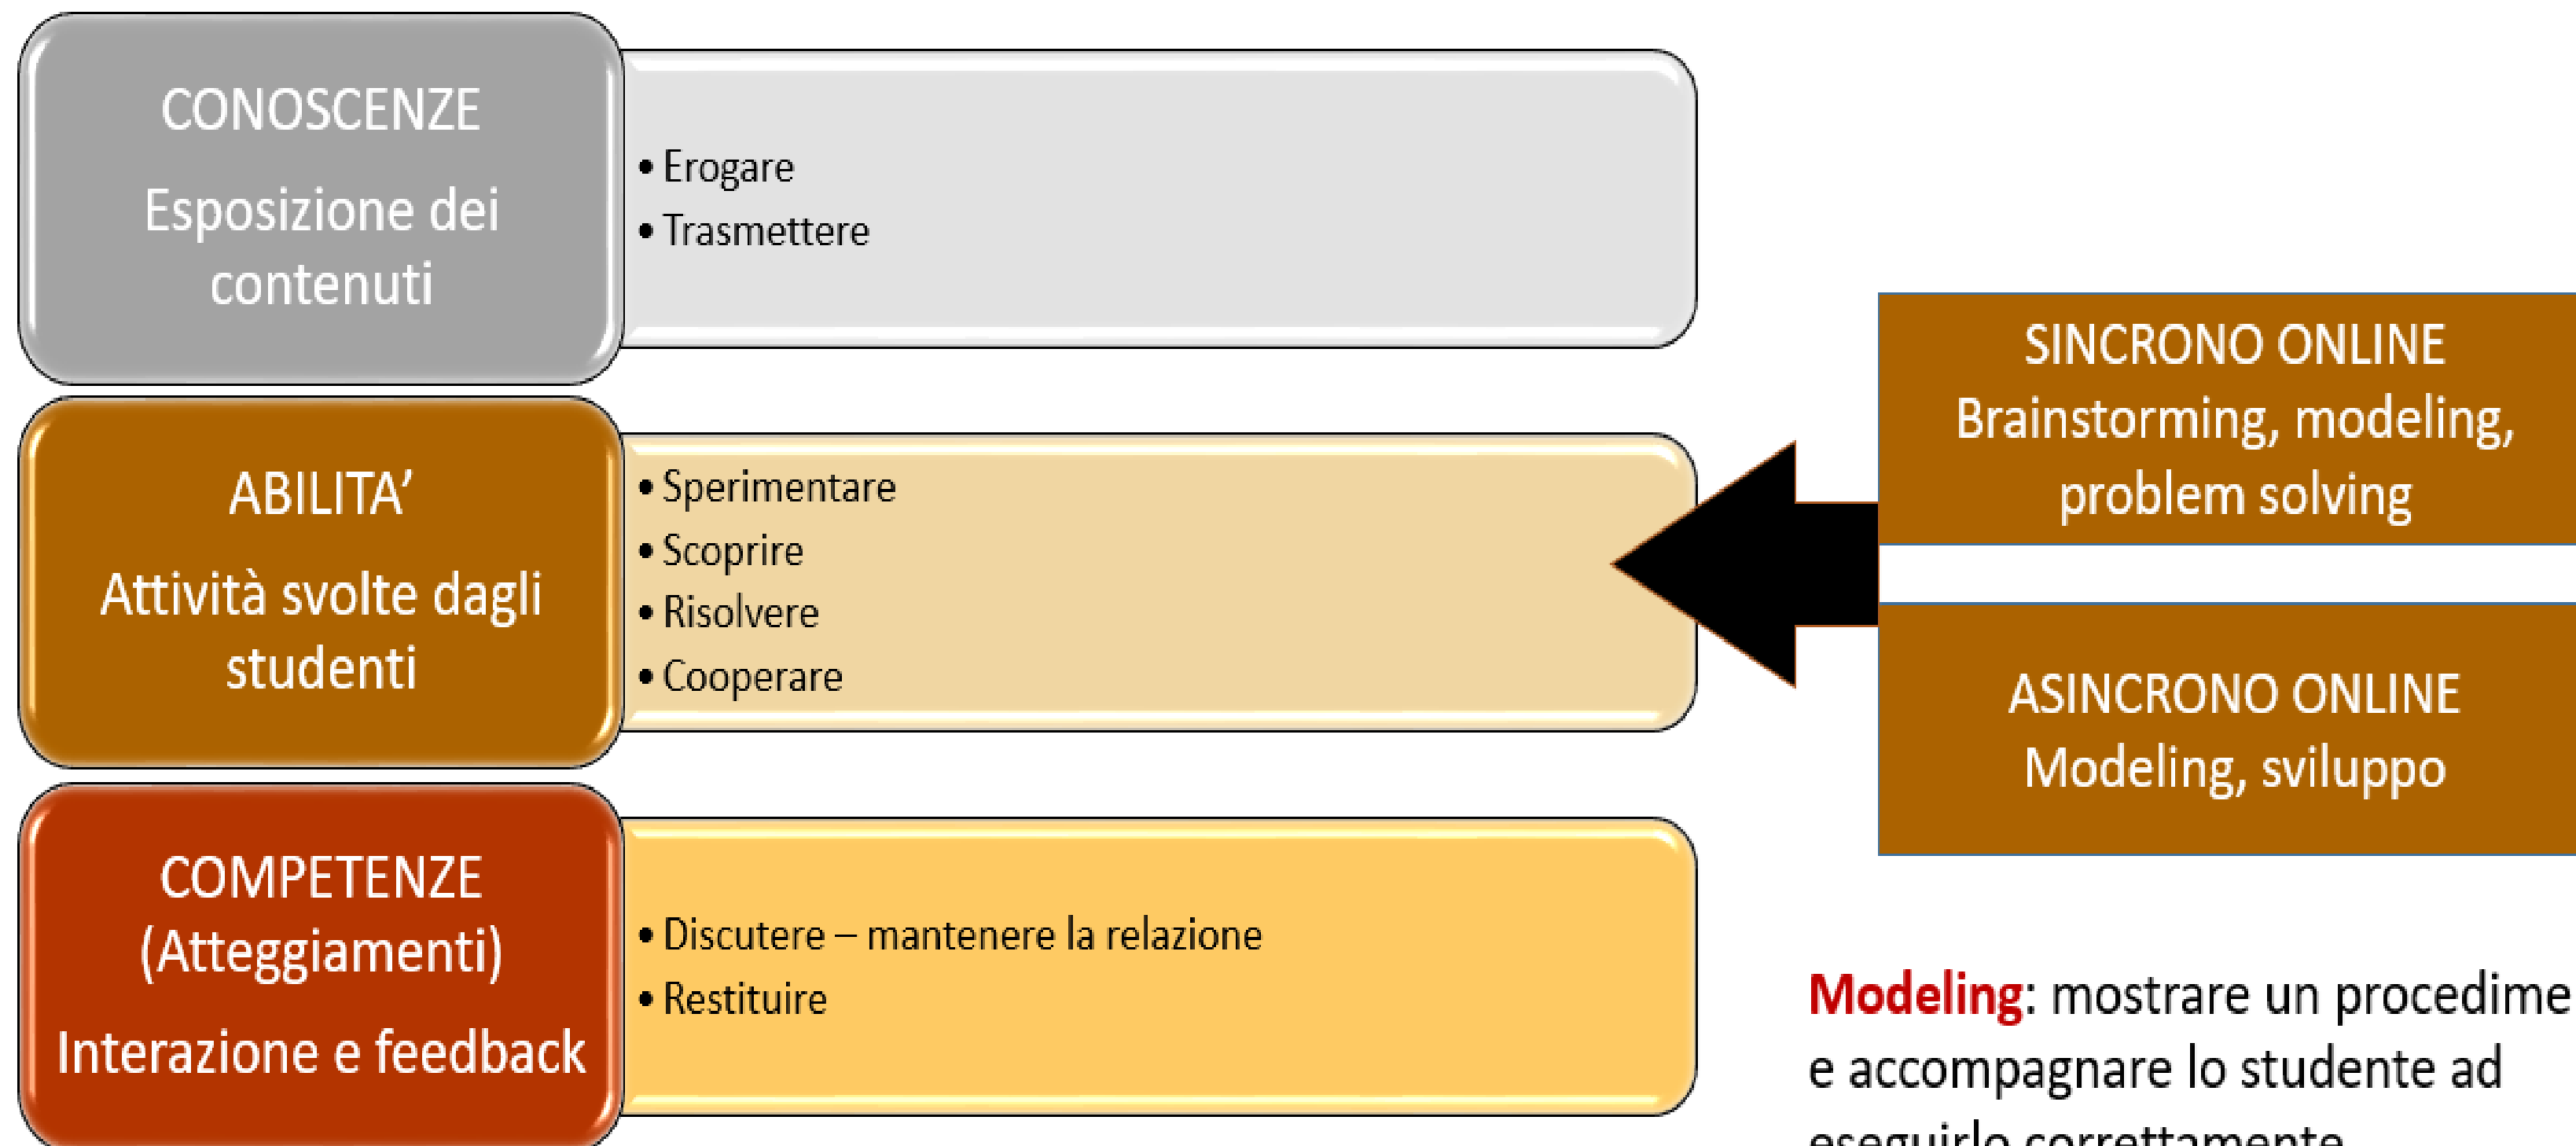 CONOSCENZE
Esposizione dei
contenuti
• Erogare
• Trasmettere
ABILITA’
Attività svolte dagli
studenti
• Sperimentare
• Scoprire
• Risolvere
• Cooperare
COMPETENZE
(Atteggiamenti)
Interazione e feedback
• Discutere – mantenere la relazione
• Restituire
SINCRONO ONLINE
Brainstorming, modeling,
problem solving
ASINCRONO ONLINE
Modeling, sviluppo
Modeling: mostrare un procedime
e accompagnare lo studente ad
eseguirlo correttamente